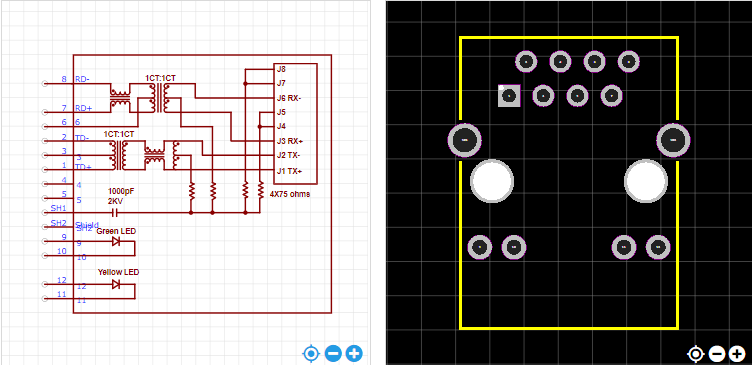 J8
1CT:1CT
8 RD-
J7
J6 RX-
7 RD+
J5
6 6
J4
1CT:1CT
2 TD-
J3 RX+
3 3
J2 TX-
1 TD+
J1 TX+
4 4
1000pF
2KV
4X75 ohms
5 5
SH1
SH2 Shield
SH2
Green LED
9 9
10 10
Yellow LED
12 12
11 11